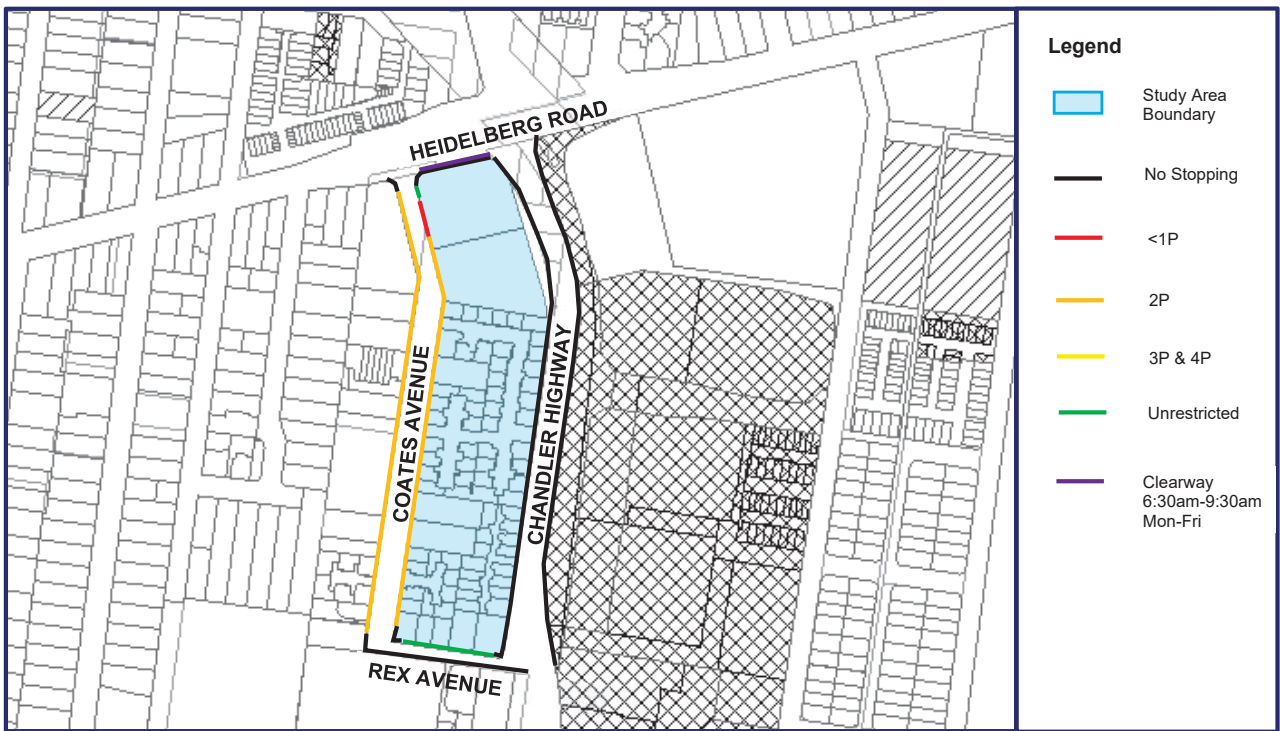 HEIDELBERG ROAD
COATES AVENUE
CHANDLER HIGHWAY
REX AVENUE
Legend
Study Area
Boundary
No Stopping
<1P
2P
3P & 4P
Unrestricted
Clearway
6:30am-9:30am
Mon-Fri